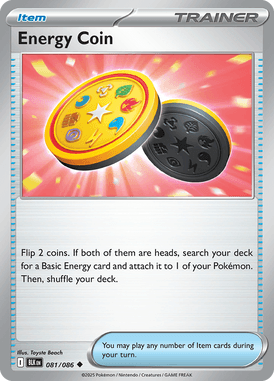 Item
TRAINER
Energy Coin
Flip 2 coins. If both of them are heads, search your deck
for a Basic Energy card and attach it to 1 of your Pokémon.
Then, shuffle your deck.
You may play any number of Item cards during
your turn.
Illus. Toyste Beach
I BLK EN 081/086 ◆
©2025 Pokémon / Nintendo / Creatures / GAME FREAK